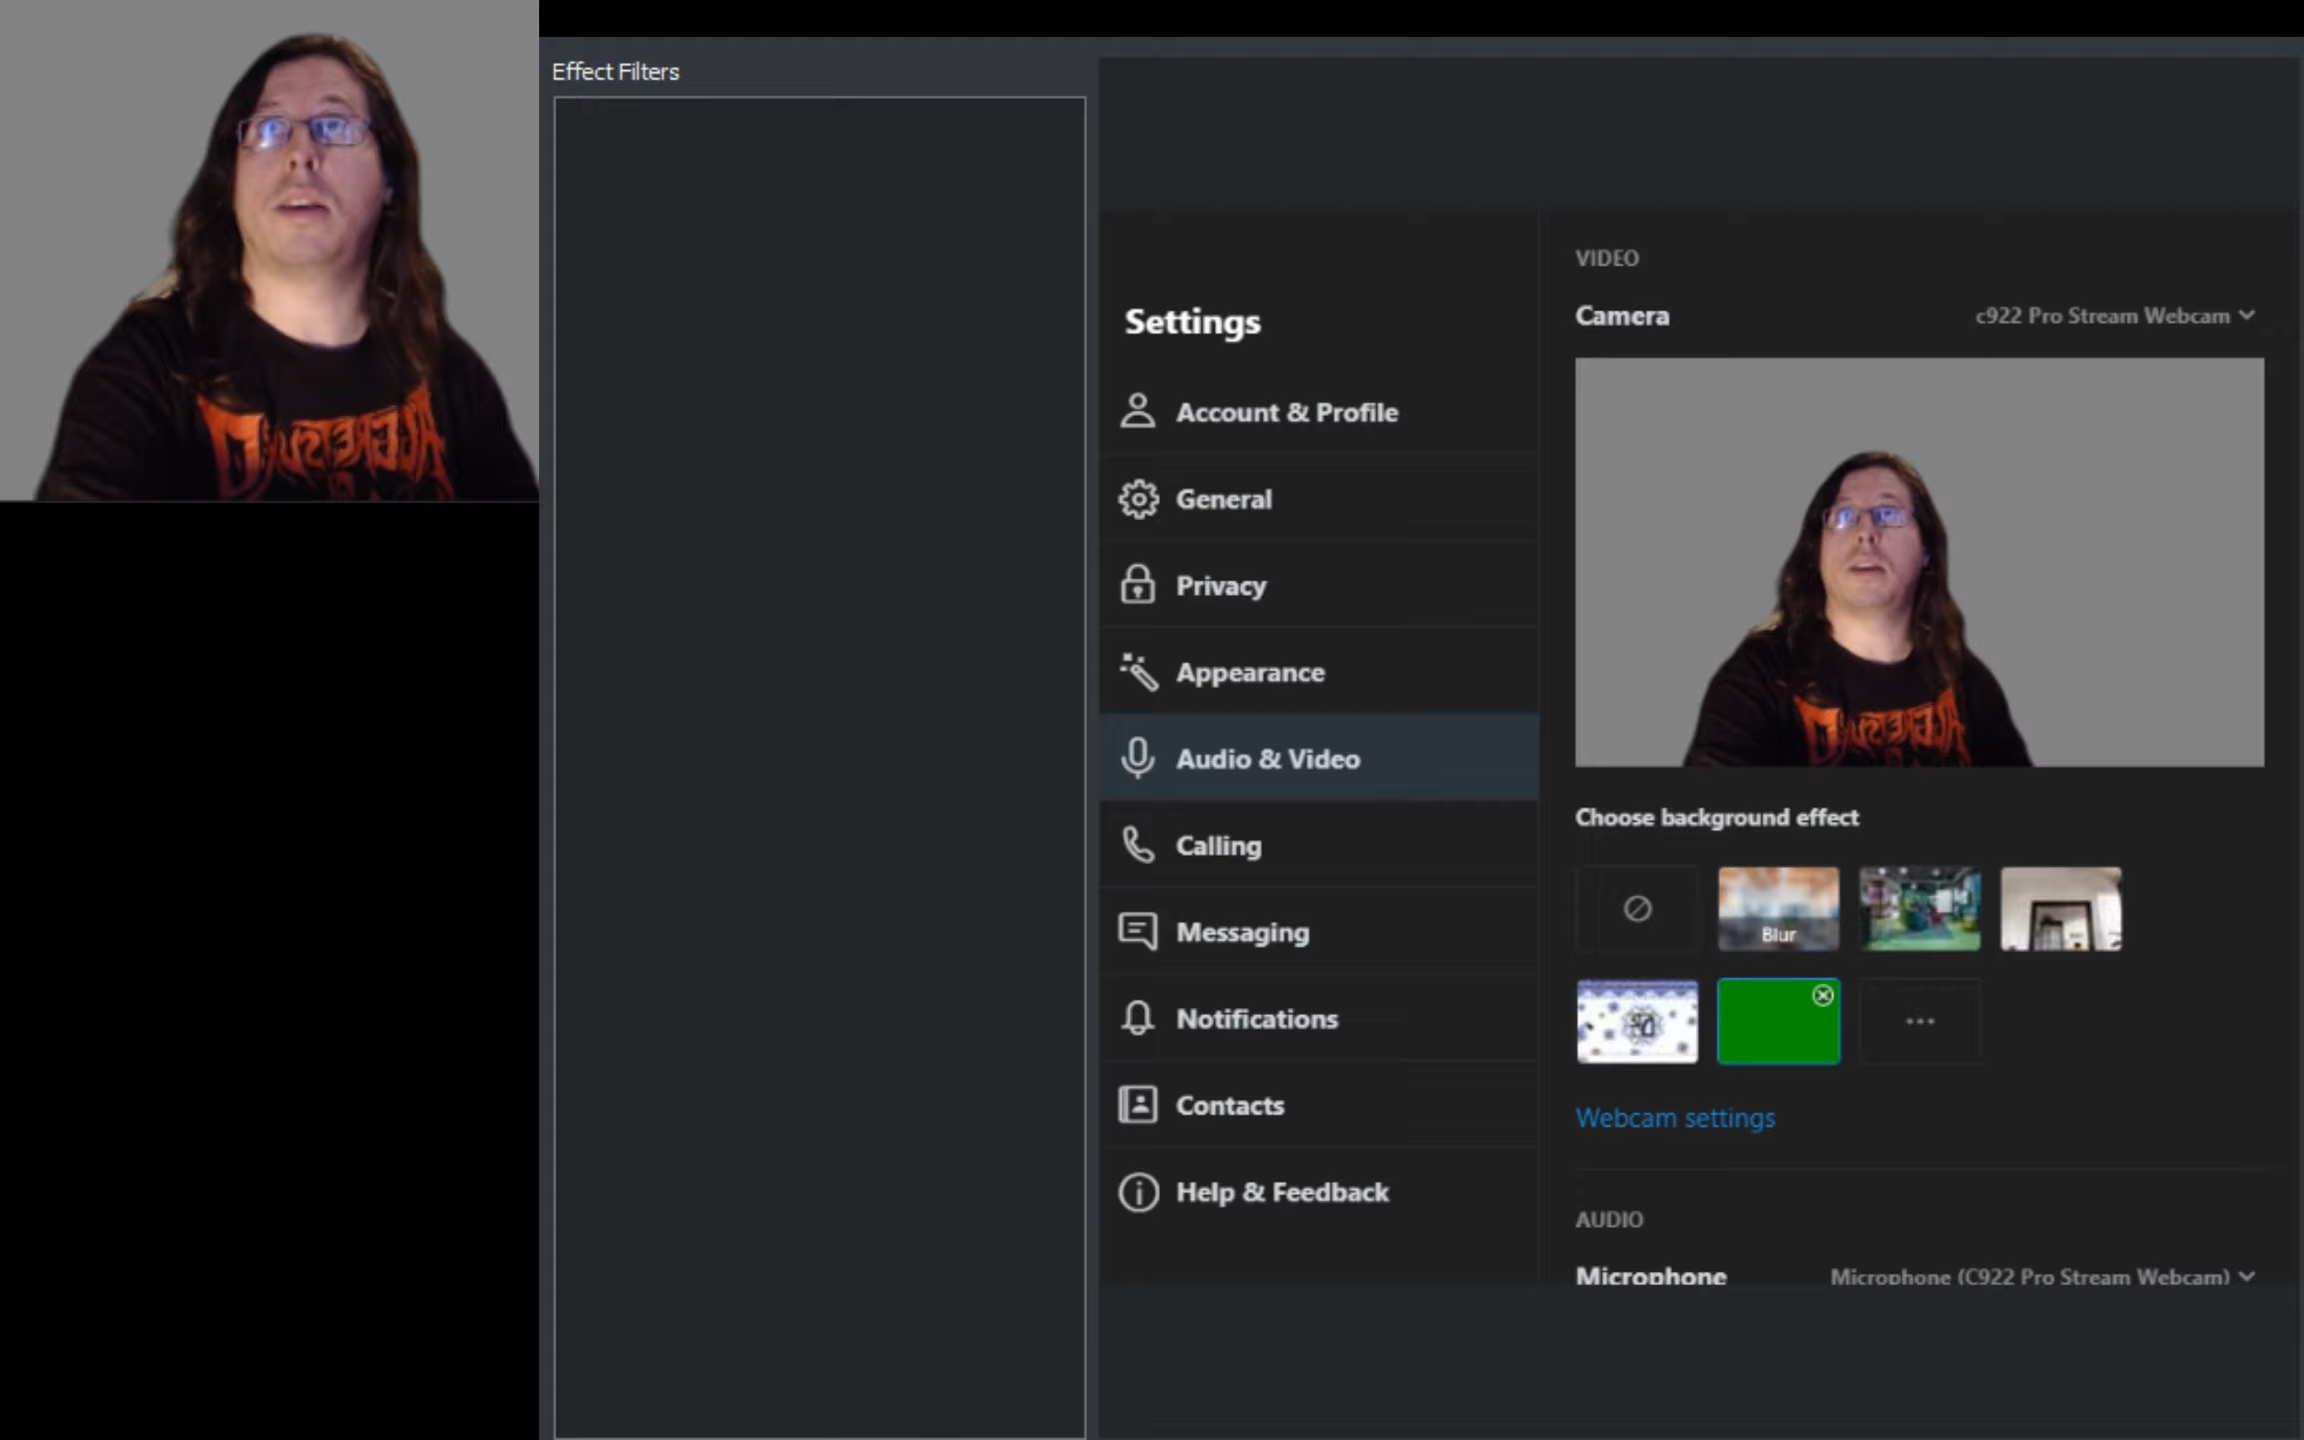 Effect Filters
Settings
Account & Profile
General
Privacy
Appearance
Audio & Video
Calling
Messaging
Notifications
Contacts
Help & Feedback
VIDEO
Camera
c922 Pro Stream Webcam
Choose background effect
Blur
Webcam settings
AUDIO
Microphone
Microphone (C922 Pro Stream Webcam)